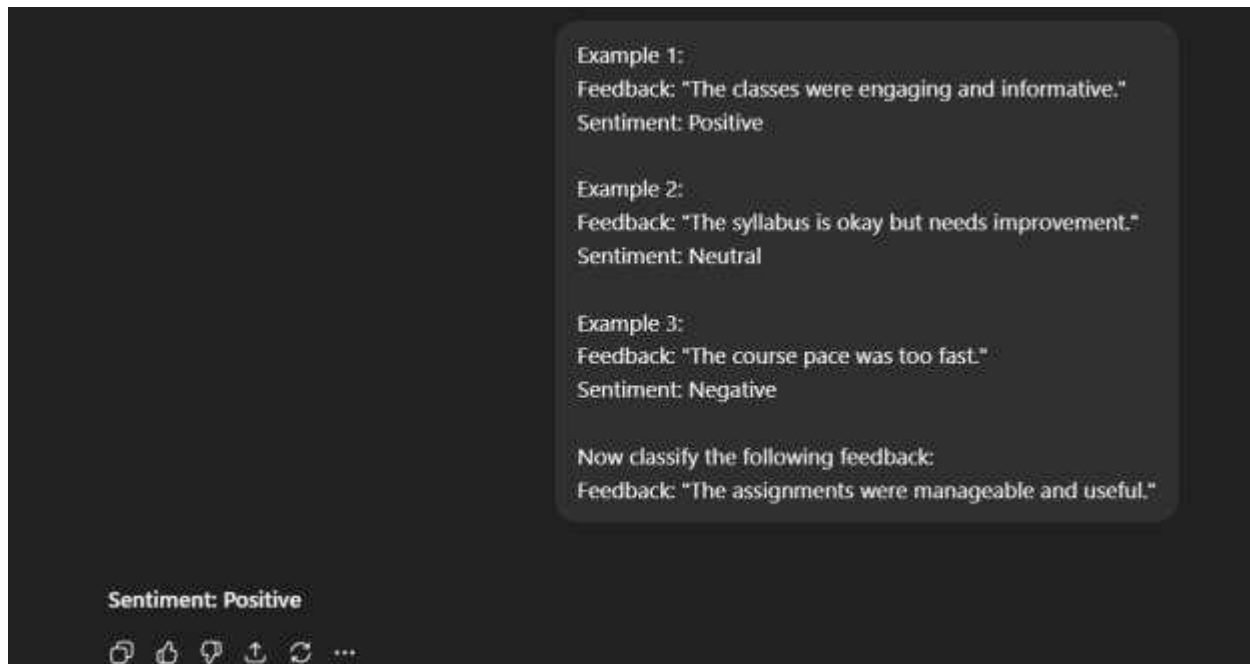 Example 1:
Feedback: "The classes were engaging and informative."
Sentiment: Positive
Example 2:
Feedback: "The syllabus is okay but needs improvement."
Sentiment: Neutral
Example 3:
Feedback: "The course pace was too fast."
Sentiment: Negative
Now classify the following feedback:
Feedback: "The assignments were manageable and useful."
Sentiment: Positive